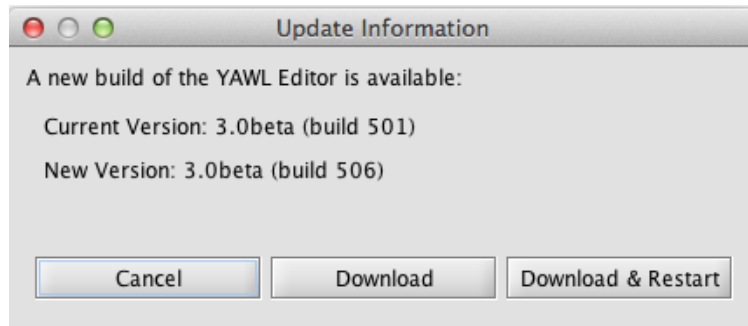 Update Information
A new build of the YAWL Editor is available:
Current Version: 3.0beta (build 501)
New Version: 3.0beta (build 506)
Cancel Download Download & Restart